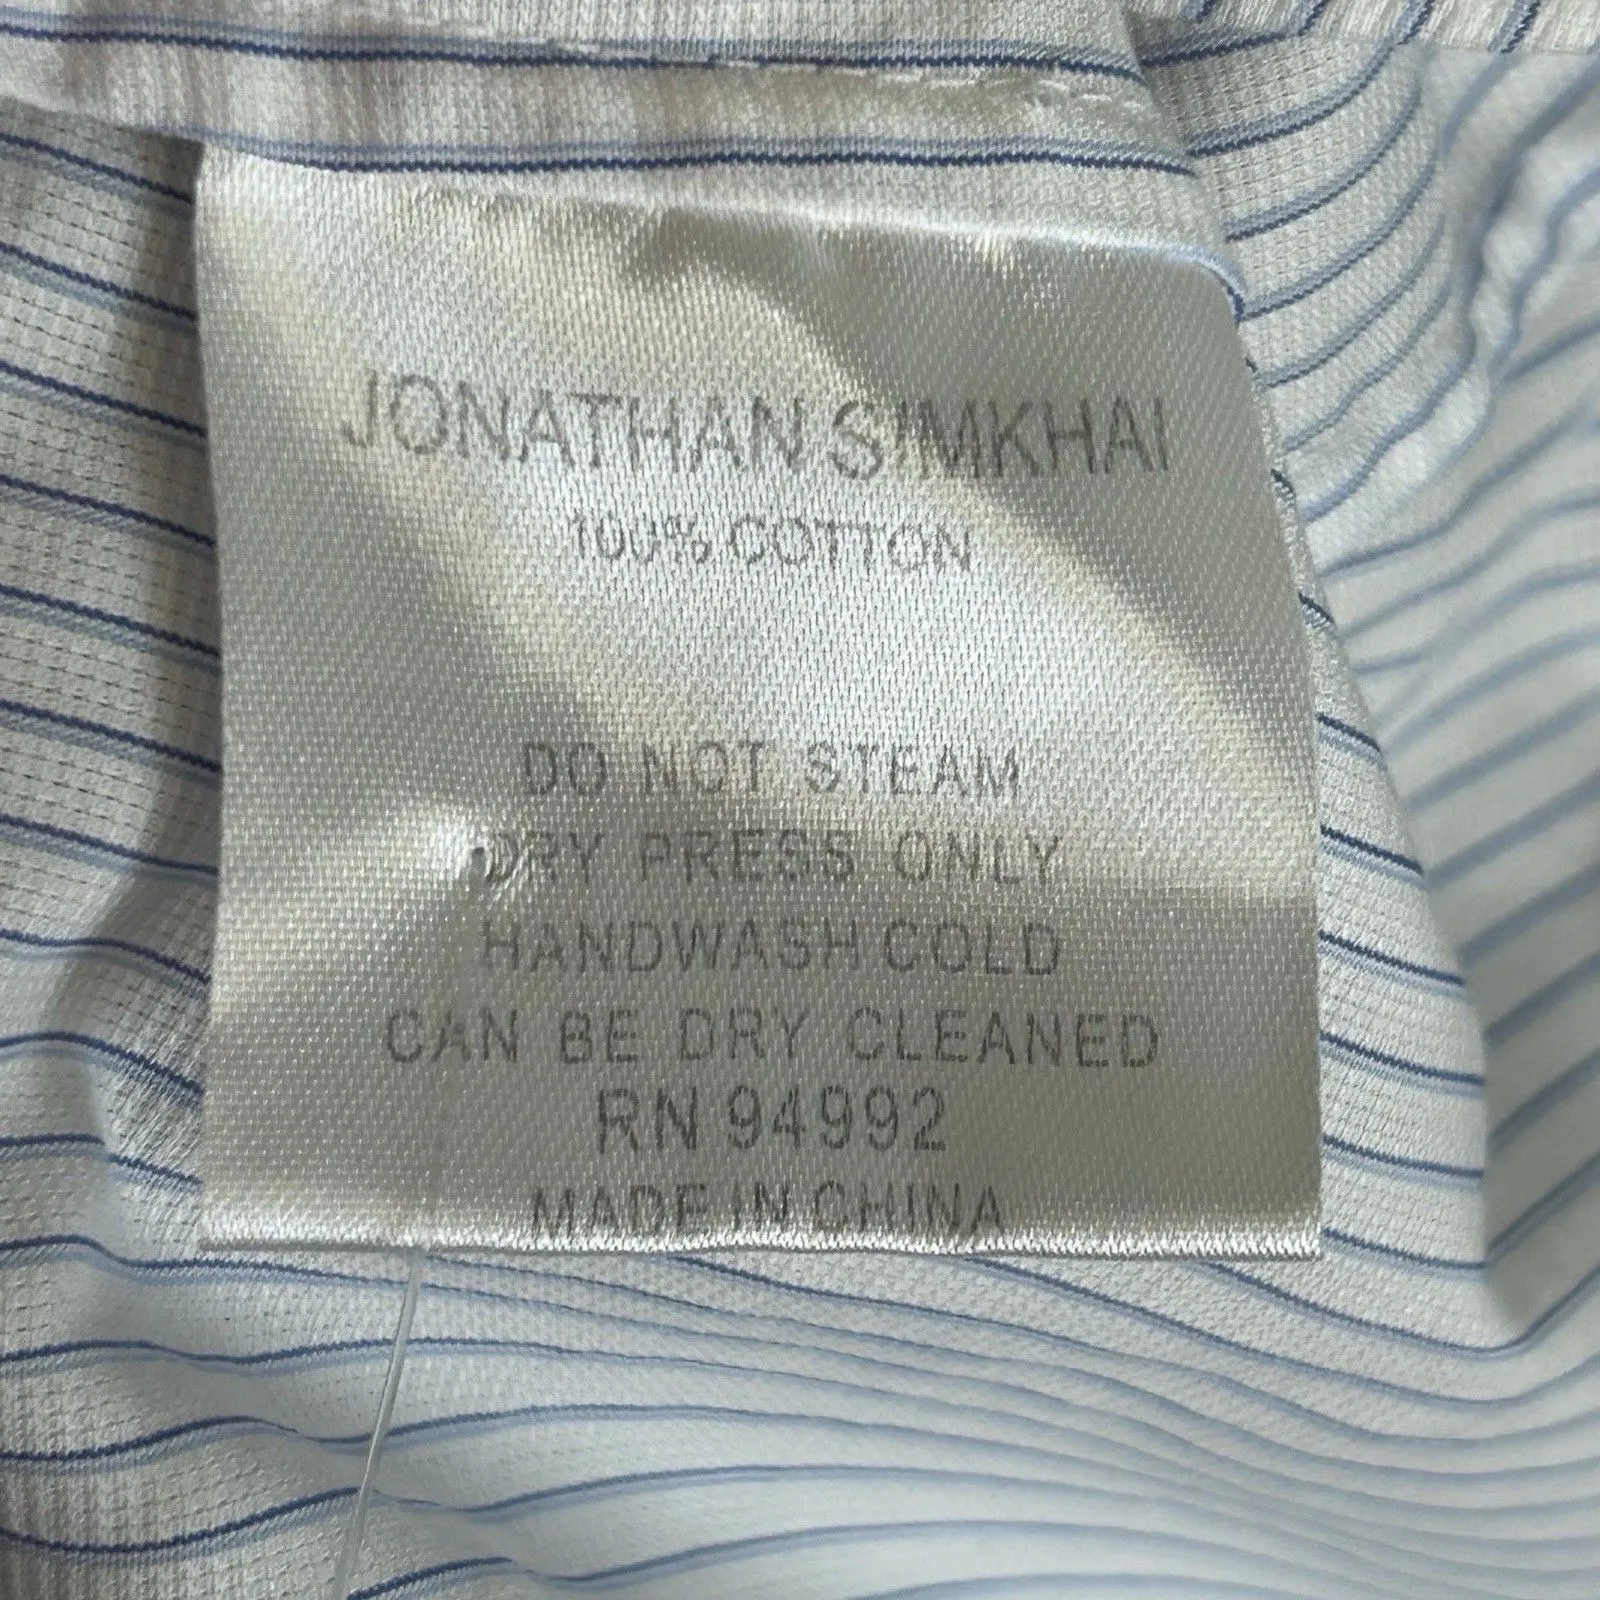 JONATHAN SIMKHAI
100% COTTON
DO NOT STEAM
DRY PRESS ONLY
HANDWASH COLD
CAN BE DRY CLEANED
RN 94992
MADE IN CHINA